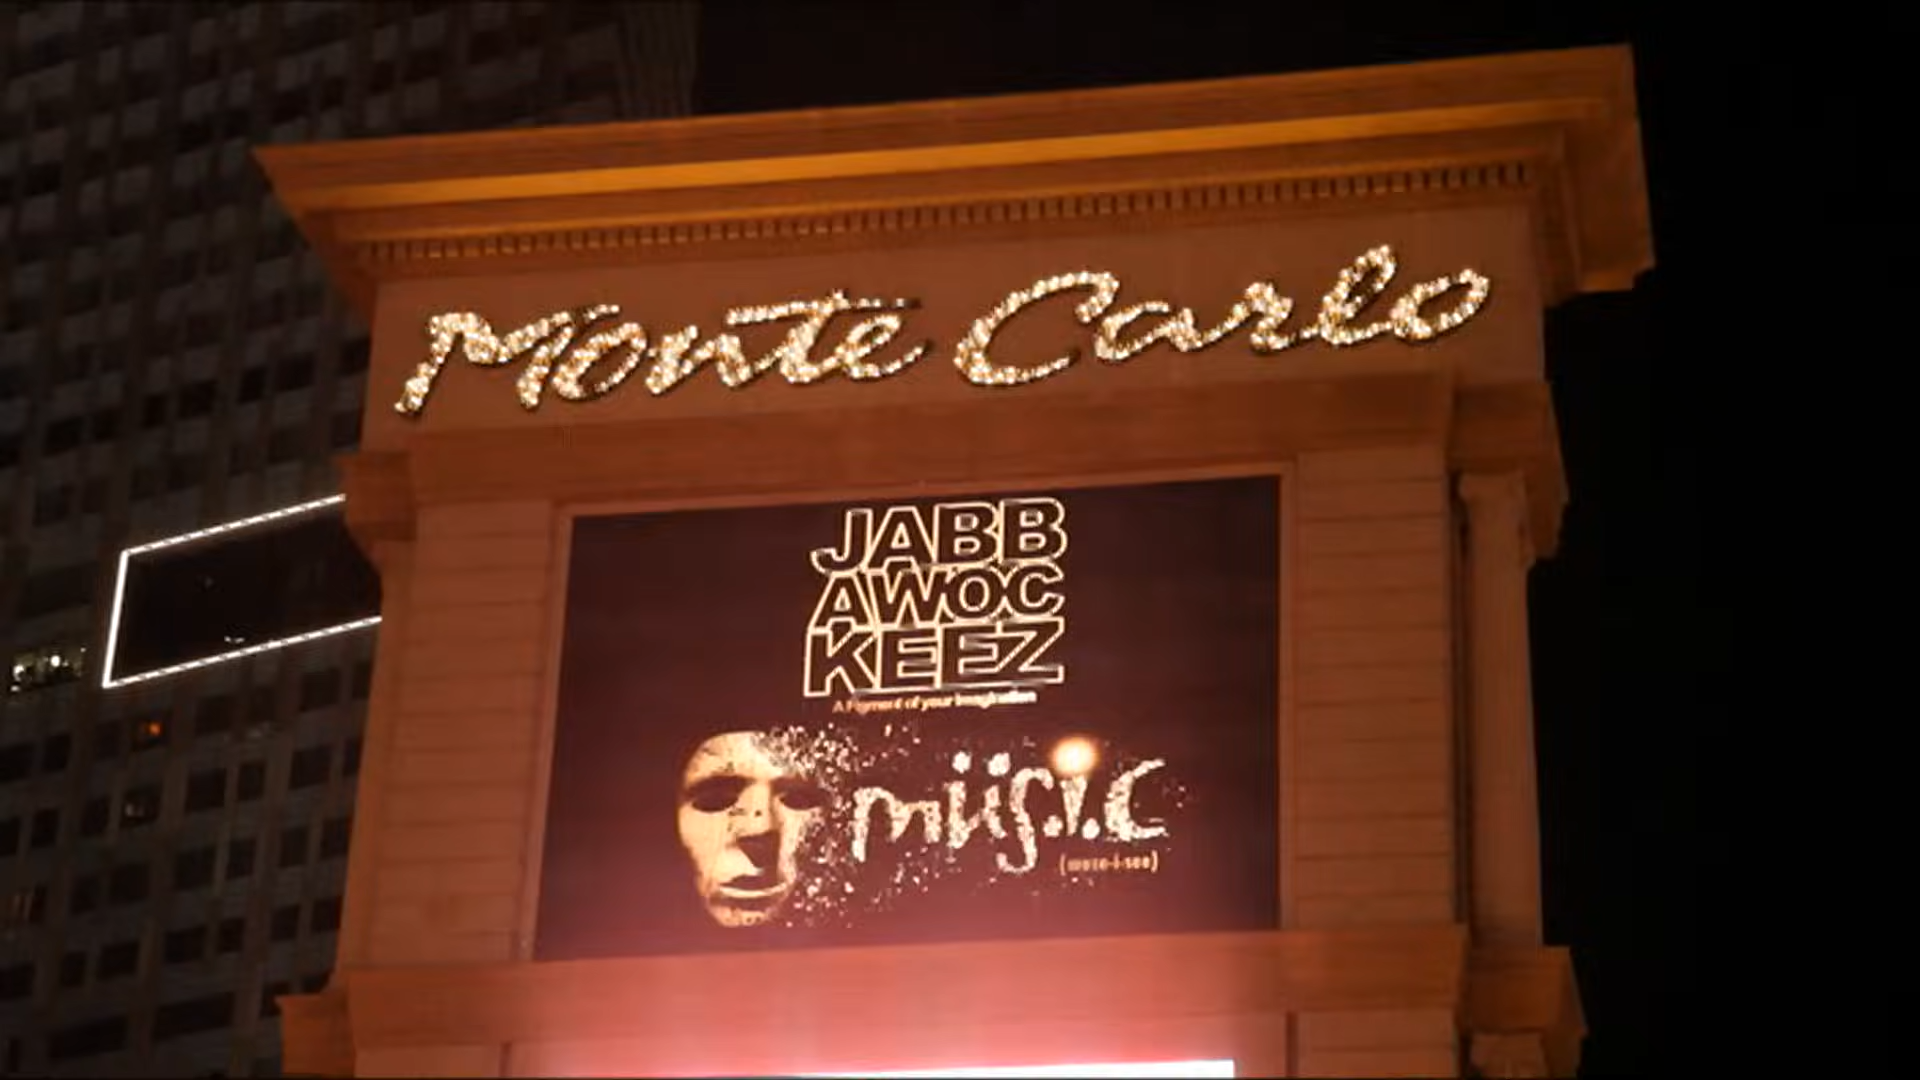 Monte Carlo
JABB
AWOC
KEEZ
A Figment of your Imagination
müs.i.c
(muse-i-see)